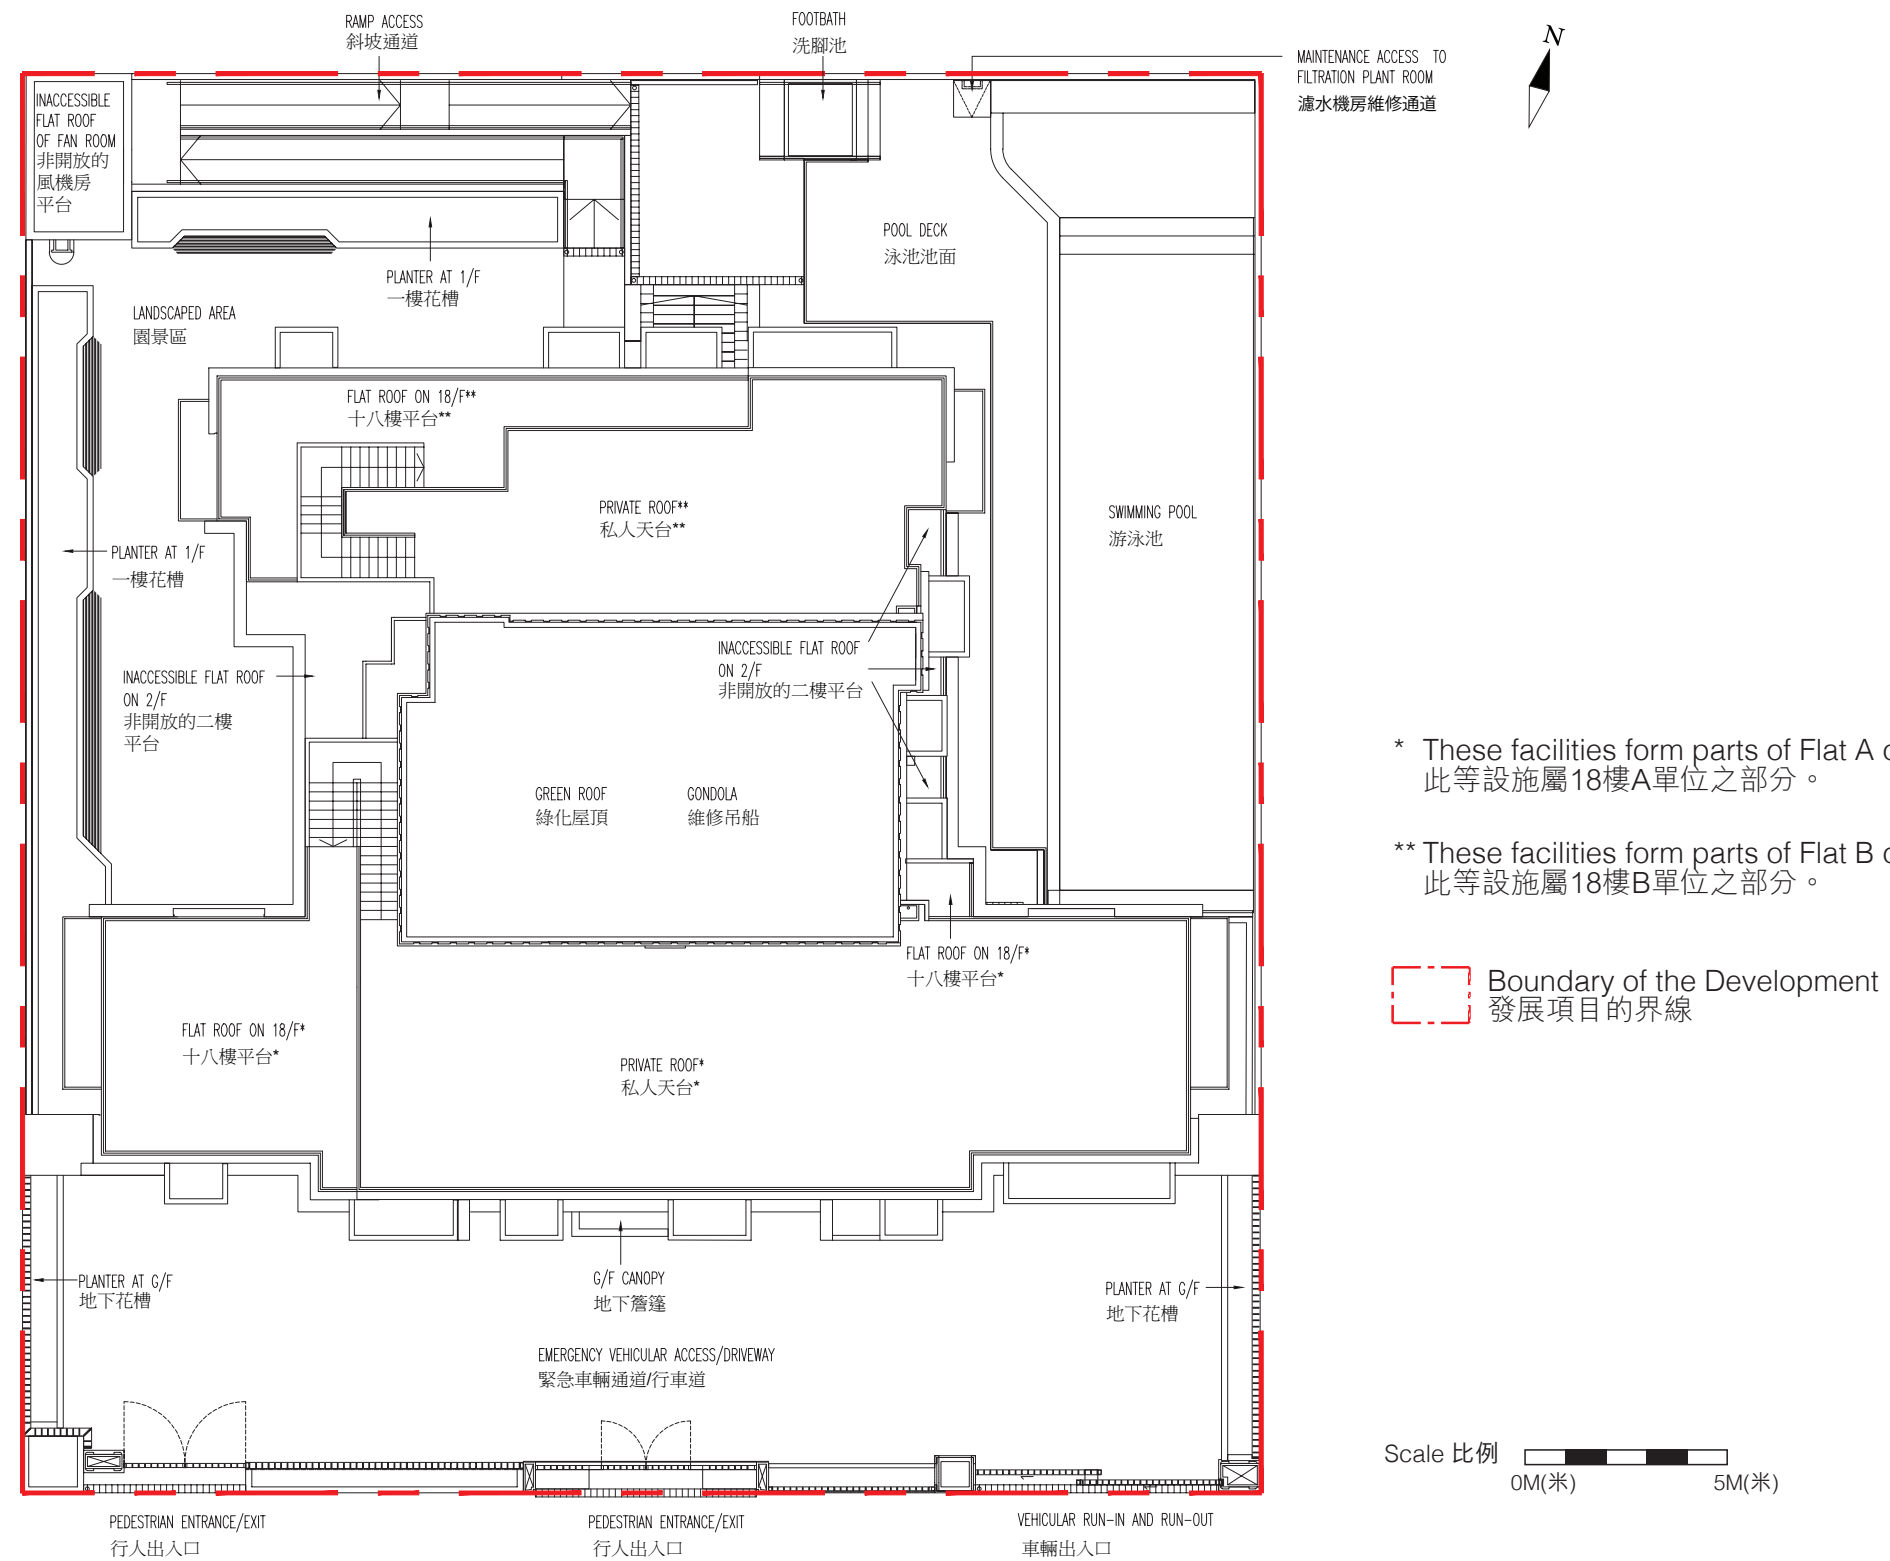 RAMP ACCESS
斜坡通道
FOOTBATH
洗腳池
N
MAINTENANCE ACCESS TO
FILTRATION PLANT ROOM
濾水機房維修通道
INACCESSIBLE
FLAT ROOF
OF FAN ROOM
非開放的
風機房
平台
POOL DECK
泳池池面
PLANTER AT 1/F
一樓花槽
LANDSCAPED AREA
園景區
FLAT ROOF ON 18/F**
十八樓平台**
PRIVATE ROOF**
私人天台**
SWIMMING POOL
游泳池
PLANTER AT 1/F
一樓花槽
INACCESSIBLE FLAT ROOF
ON 2/F
非開放的二樓平台
INACCESSIBLE FLAT ROOF
ON 2/F
非開放的二樓
平台
GREEN ROOF
綠化屋頂
GONDOLA
維修吊船
* These facilities form parts of Flat A
此等設施屬18樓A單位之部分。
** These facilities form parts of Flat B
此等設施屬18樓B單位之部分。
FLAT ROOF ON 18/F*
十八樓平台*
Boundary of the Development
發展項目的界線
FLAT ROOF ON 18/F*
十八樓平台*
PRIVATE ROOF*
私人天台*
PLANTER AT G/F
地下花槽
G/F CANOPY
地下簷篷
PLANTER AT G/F
地下花槽
EMERGENCY VEHICULAR ACCESS/DRIVEWAY
緊急車輛通道/行車道
Scale 比例
0M(米) 5M(米)
PEDESTRIAN ENTRANCE/EXIT
行人出入口
PEDESTRIAN ENTRANCE/EXIT
行人出入口
VEHICULAR RUN-IN AND RUN-OUT
車輛出入口